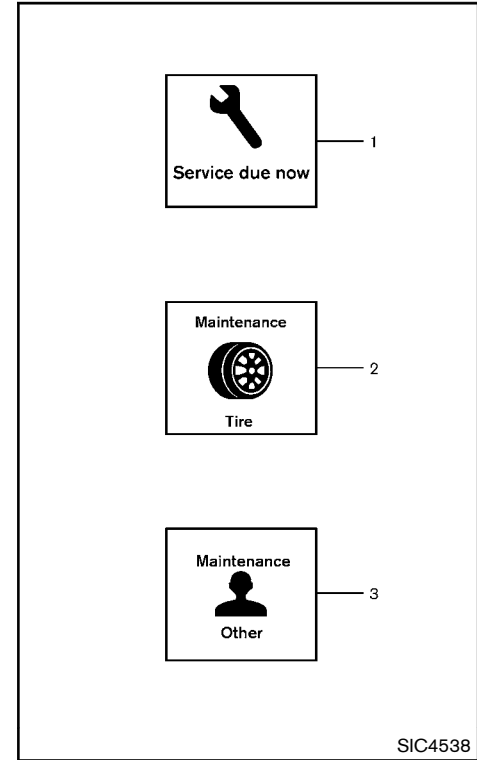 Service due now
1
Maintenance
Tire
2
Maintenance
Other
3
SIC4538